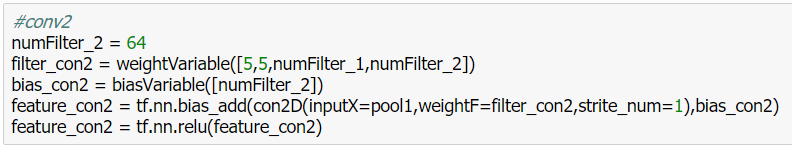 #conv2
numFilter_2 = 64
filter_con2 = weightVariable([5,5,numFilter_1,numFilter_2])
bias_con2 = biasVariable([numFilter_2])
feature_con2 = tf.nn.bias_add(con2D(inputX=pool1,weightF=filter_con2,strite_num=1),bias_con2)
feature_con2 = tf.nn.relu(feature_con2)